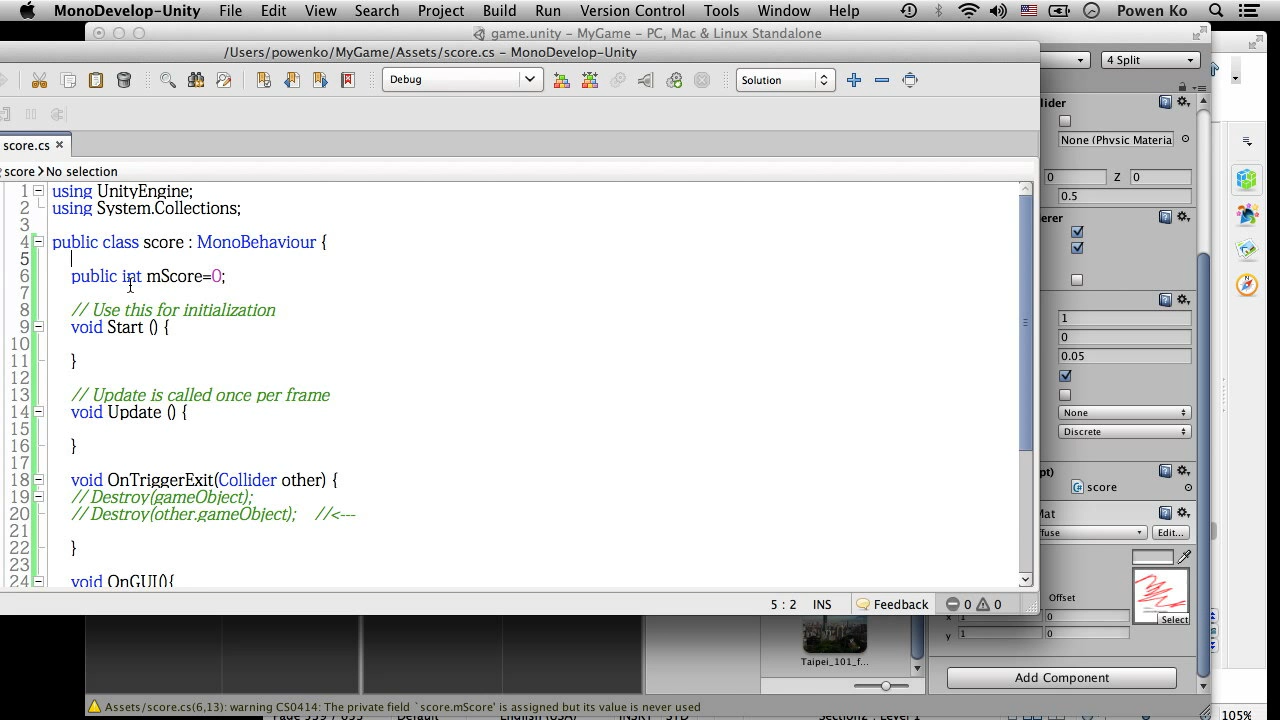 MonoDevelop-Unity File Edit View Search Project Build Run Version Control Tools Window Help Powen Ko
game.unity - MyGame - PC, Mac & Linux Standalone
/Users/powenko/MyGame/Assets/score.cs - MonoDevelop-Unity
4 Split
Debug
Solution
lider
None (Physic Materia
score.cs
score No selection
0 Z 0
0.5
erer
1 using UnityEngine;
2 using System.Collections;
3
4 public class score : MonoBehaviour {
5
6 public int mScore=0;
7
8 // Use this for initialization
9 void Start () {
10
11 }
12
13 // Update is called once per frame
14 void Update () {
15
16 }
17
18 void OnTriggerExit(Collider other) {
19 // Destroy(gameObject);
20 // Destroy(other.gameObject); //<---
21
22 }
23
24 void OnGUI(){
1
0
0.05
None
Discrete
pt)
score
Mat
fuse Edit...
Offset
Select
x 1 0
y 1 0
5 : 2 INS Feedback 0 0
Taipei_101_f...
Add Component
Assets/score.cs(6,13): warning CS0414: The private field `score.mScore' is assigned but its value is never used
105%